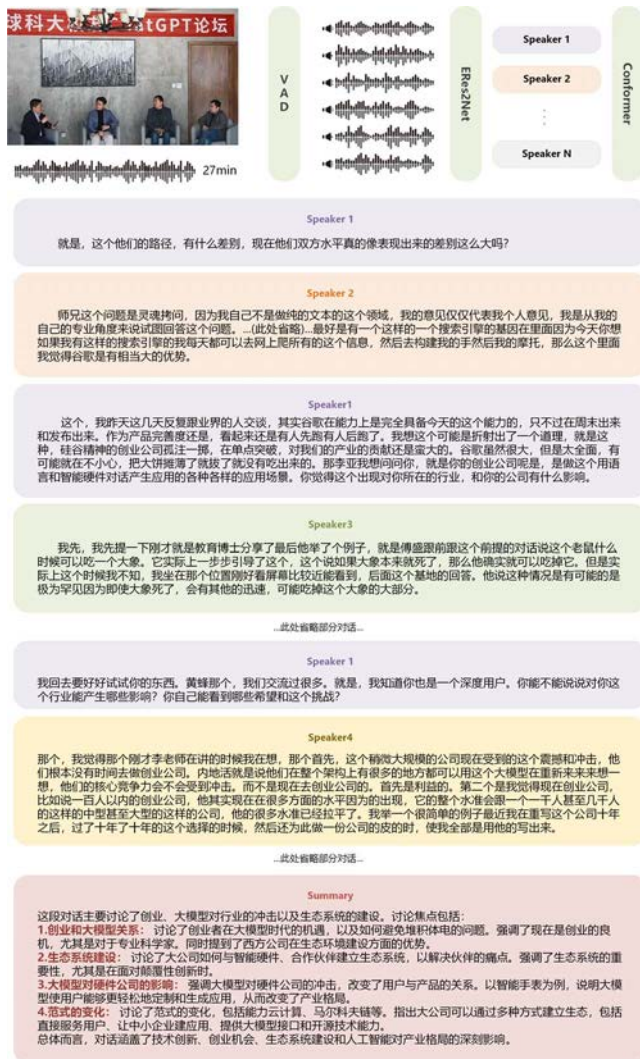 球科大
tGPT论坛
27min
VAD
ERes2Net
Speaker 1
Speaker 2
Speaker N
Conformer
Speaker 1
就是，这个他们的路径，有什么差别，现在他们双方水平真的像表现出来的差别这么大吗？
Speaker 2
师兄这个问题是灵魂拷问，因为我自己不是做纯的文本的这个领域，我的意见仅仅代表我个人意见，我是从我的
自己的专业角度来说试图回答这个问题。...(此处省略)...最好是有一个这样的一个搜索引擎的基因在里面因为今天你想
如果我有这样的搜索引擎的我每天都可以去网上爬所有的这个信息，然后去构建我的手然后我的摩托，那么这个里面
我觉得谷歌是有相当大的优势。
Speaker1
这个，我昨天这几天反复跟业界的人交谈，其实谷歌在能力上是完全具备今天的这个能力的，只不过在周末出来
和发布出来。作为产品完善度还是，看起来还是有人先跑有人后跑了。我想这个可能是折射出了一个道理，就是这
种，硅谷精神的创业公司孤注一掷，在单点突破，对我们的产业的贡献还是蛮大的。谷歌虽然很大，但是太全面，有
可能就在不小心，把大饼摊薄了就拔了就没有吃出来的。那李亚我想问问你，就是你的创业公司呢是，是做这个用语
言和智能硬件对话产生应用的各种各样的应用场景。你觉得这个出现对你所在的行业，和你的公司有什么影响。
Speaker3
我先，我先提一下刚才就是教育博士分享了最后他举了个例子，就是傅盛跟前跟这个前提的对话说这个老鼠什么
时候可以吃一个大象。它实际上一步步引导了这个，这个说如果大象本来就死了，那么他确实就可以吃掉它。但是实
际上这个时候我不知，我坐在那个位置刚好看屏幕比较近能看到，后面这个基地的回答。他说这种情况是有可能的是
极为罕见因为即使大象死了，会有其他的迅速，可能吃掉这个大象的大部分。
...此处省略部分对话...
Speaker 1
我回去要好好试试你的东西。黄蜂那个，我们交流过很多。就是，我知道你也是一个深度用户。你能不能说说对你这
个行业能产生哪些影响？你自己能看到哪些希望和这个挑战？
Speaker4
那个，我觉得那个刚才李老师在讲的时候我在想，那个首先，这个稍微大规模的公司现在受到的这个震撼和冲击，他
们根本没有时间去做创业公司。内地活就是说他们在整个架构上有很多的地方都可以用这个大模型在重新来来来想一
想，他们的核心竞争力会不会受到冲击。而不是现在去创业公司的。首先是利益的。第二个是我觉得现在创业公司，
比如说一百人以内的创业公司，他其实现在在很多方面的水平因为的出现，它的整个水准会跟一个一千人甚至几千人
的这样的中型甚至大型的这样的公司，他的很多水准已经拉平了。我举一个很简单的例子最近我在重写这个公司十年
之后，过了十年了十年的这个选择的时候，然后还为此做一份公司的皮的时，使我全部是用他的写出来。
...此处省略部分对话...
Summary
这段对话主要讨论了创业、大模型对行业的冲击以及生态系统的建设。讨论焦点包括：
1.创业和大模型关系： 讨论了创业者在大模型时代的机遇，以及如何避免堆积体电的问题。强调了现在是创业的良
机，尤其是对于专业科学家。同时提到了西方公司在生态环境建设方面的优势。
2.生态系统建设： 讨论了大公司如何与智能硬件、合作伙伴建立生态系统，以解决伙伴的痛点。强调了生态系统的重
要性，尤其是在面对颠覆性创新时。
3.大模型对硬件公司的影响： 强调大模型对硬件公司的冲击，改变了用户与产品的关系。以智能手表为例，说明大模
型使用户能够更轻松地定制和生成应用，从而改变了产业格局。
4.范式的变化： 讨论了范式的变化，包括能力云计算、马尔科夫链等。指出大公司可以通过多种方式建立生态，包括
直接服务用户、让中小企业建应用、提供大模型接口和开源技术能力。
总体而言，对话涵盖了技术创新、创业机会、生态系统建设和人工智能对产业格局的深刻影响。